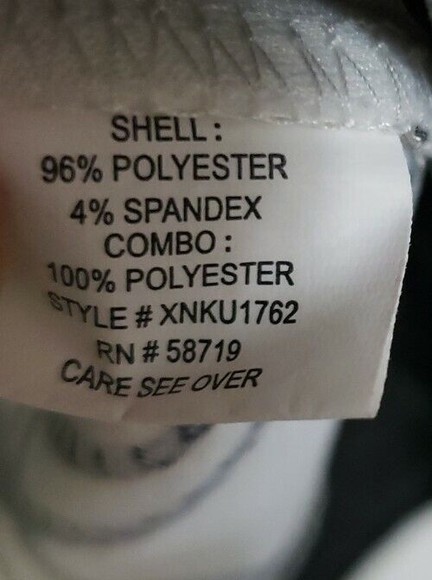 SHELL:
96% POLYESTER
4% SPANDEX
COMBO:
100% POLYESTER
STYLE # XNKU1762
RN # 58719
CARE SEE OVER